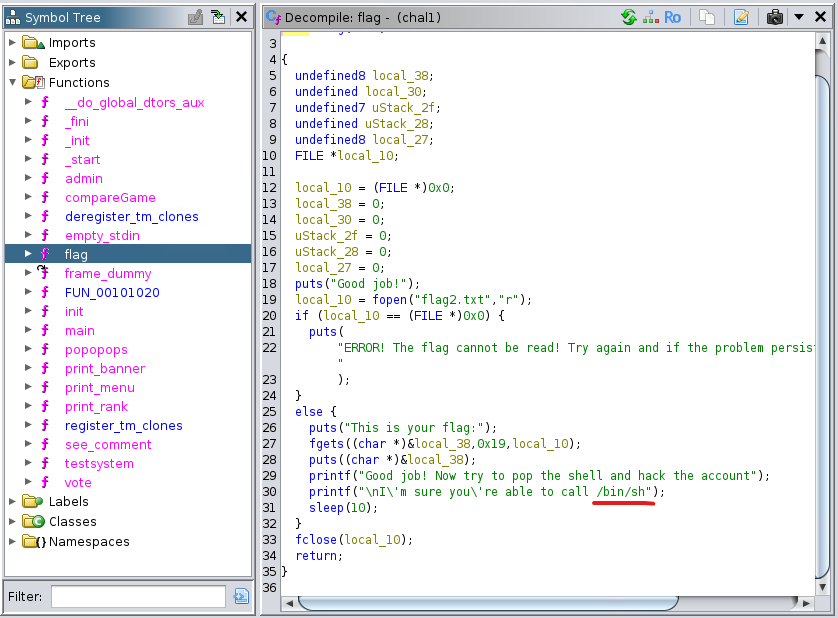 Symbol Tree
Imports
Exports
Functions
__do_global_dtors_aux
_fini
_init
_start
admin
compareGame
deregister_tm_clones
empty_stdin
flag
frame_dummy
FUN_00101020
init
main
popopops
print_banner
print_menu
print_rank
register_tm_clones
see_comment
testsystem
vote
Labels
Classes
Namespaces
Filter:
Decompile: flag - (chal1)
Ro
3
4 {
5 undefined8 local_38;
6 undefined local_30;
7 undefined7 uStack_2f;
8 undefined uStack_28;
9 undefined8 local_27;
10 FILE *local_10;
11
12 local_10 = (FILE *)0x0;
13 local_38 = 0;
14 local_30 = 0;
15 uStack_2f = 0;
16 uStack_28 = 0;
17 local_27 = 0;
18 puts("Good job!");
19 local_10 = fopen("flag2.txt","r");
20 if (local_10 == (FILE *)0x0) {
21 puts(
22 "ERROR! The flag cannot be read! Try again and if the problem persist
"
23 );
24 }
25 else {
26 puts("This is your flag:");
27 fgets((char *)&local_38,0x19,local_10);
28 puts((char *)&local_38);
29 printf("Good job! Now try to pop the shell and hack the account");
30 printf("\nI\'m sure you\'re able to call /bin/sh");
31 sleep(10);
32 }
33 fclose(local_10);
34 return;
35 }
36